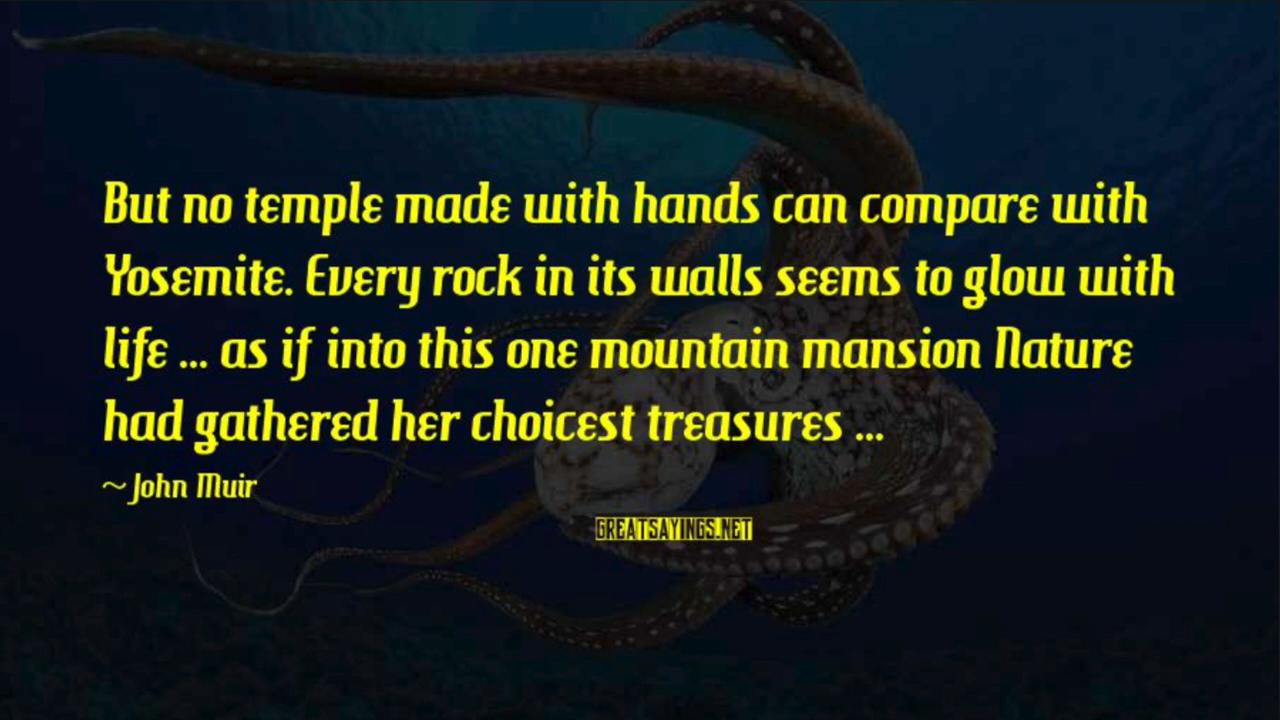 But no temple made with hands can compare with
Yosemite. Every rock in its walls seems to glow with
life ... as if into this one mountain mansion Nature
had gathered her choicest treasures ...
~ John Muir
GREATSAYINGS.NET